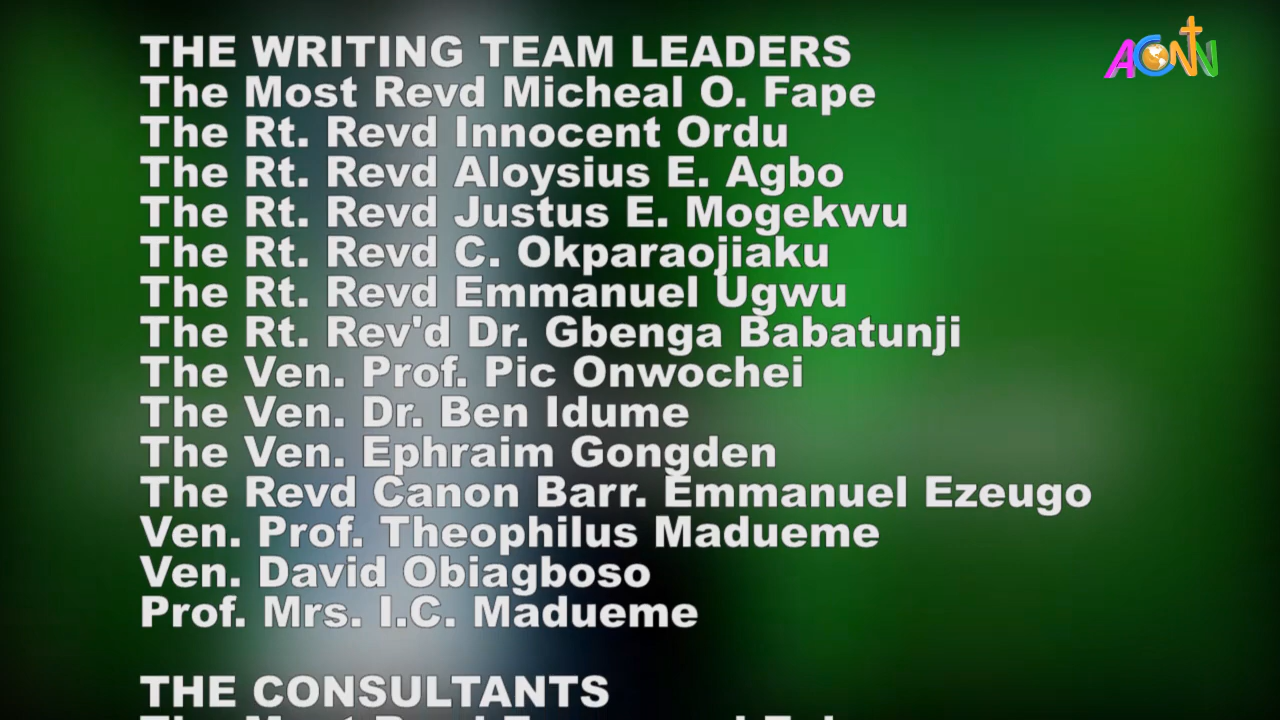 ACNN
THE WRITING TEAM LEADERS
The Most Revd Micheal O. Fape
The Rt. Revd Innocent Ordu
The Rt. Revd Aloysius E. Agbo
The Rt. Revd Justus E. Mogekwu
The Rt. Revd C. Okparaojiaku
The Rt. Revd Emmanuel Ugwu
The Rt. Rev'd Dr. Gbenga Babatunji
The Ven. Prof. Pic Onwochei
The Ven. Dr. Ben Idume
The Ven. Ephraim Gongden
The Revd Canon Barr. Emmanuel Ezeugo
Ven. Prof. Theophilus Madueme
Ven. David Obiagboso
Prof. Mrs. I.C. Madueme
THE CONSULTANTS